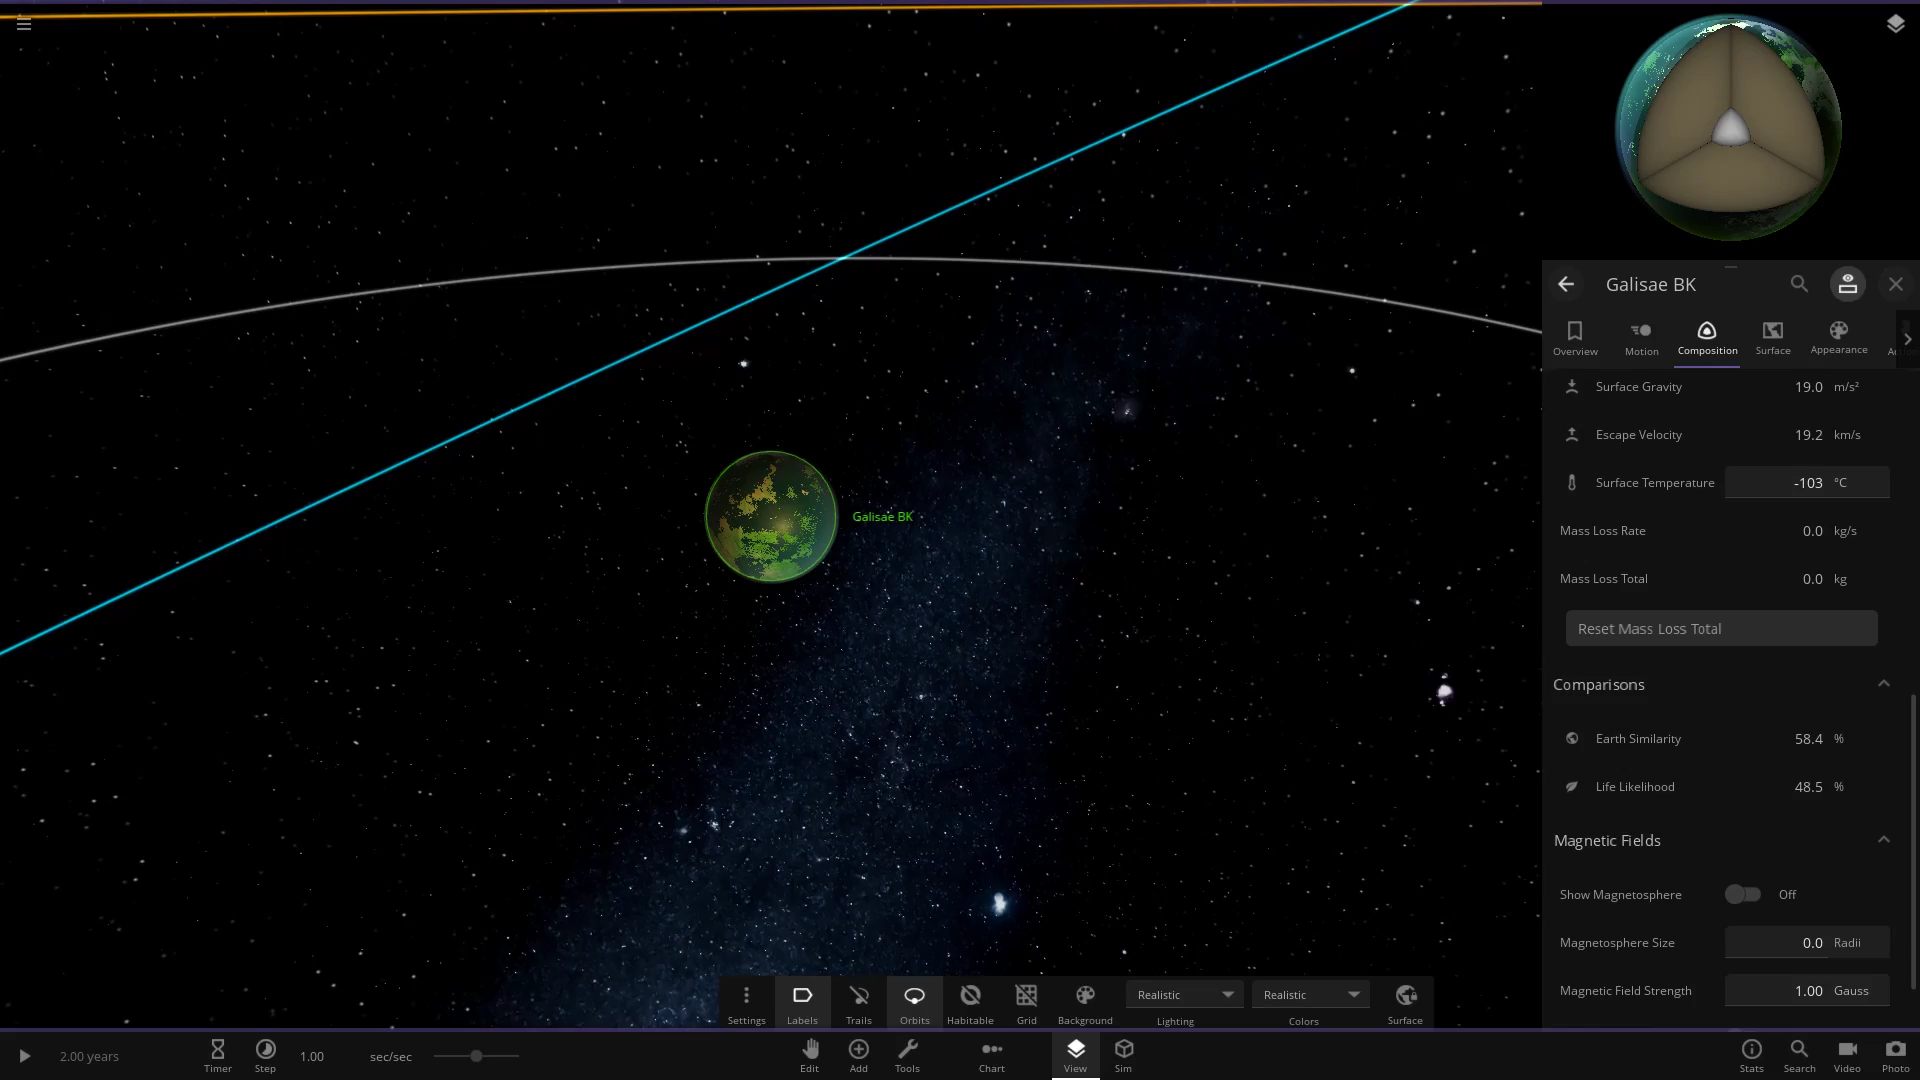 Galisae BK
Overview
Motion
Composition
Surface
Appearance
Surface Gravity 19.0 m/s²
Escape Velocity 19.2 km/s
Surface Temperature -103 °C
Mass Loss Rate 0.0 kg/s
Mass Loss Total 0.0 kg
Reset Mass Loss Total
Comparisons
Earth Similarity 58.4 %
Life Likelihood 48.5 %
Magnetic Fields
Show Magnetosphere Off
Magnetosphere Size 0.0 Radii
Magnetic Field Strength 1.00 Gauss
Galisae BK
Settings
Labels
Trails
Orbits
Habitable
Grid
Background
Realistic
Lighting
Realistic
Colors
Surface
2.00 years
Timer
Step
1.00 sec/sec
Edit
Add
Tools
Chart
View
Sim
Stats
Search
Video
Photo